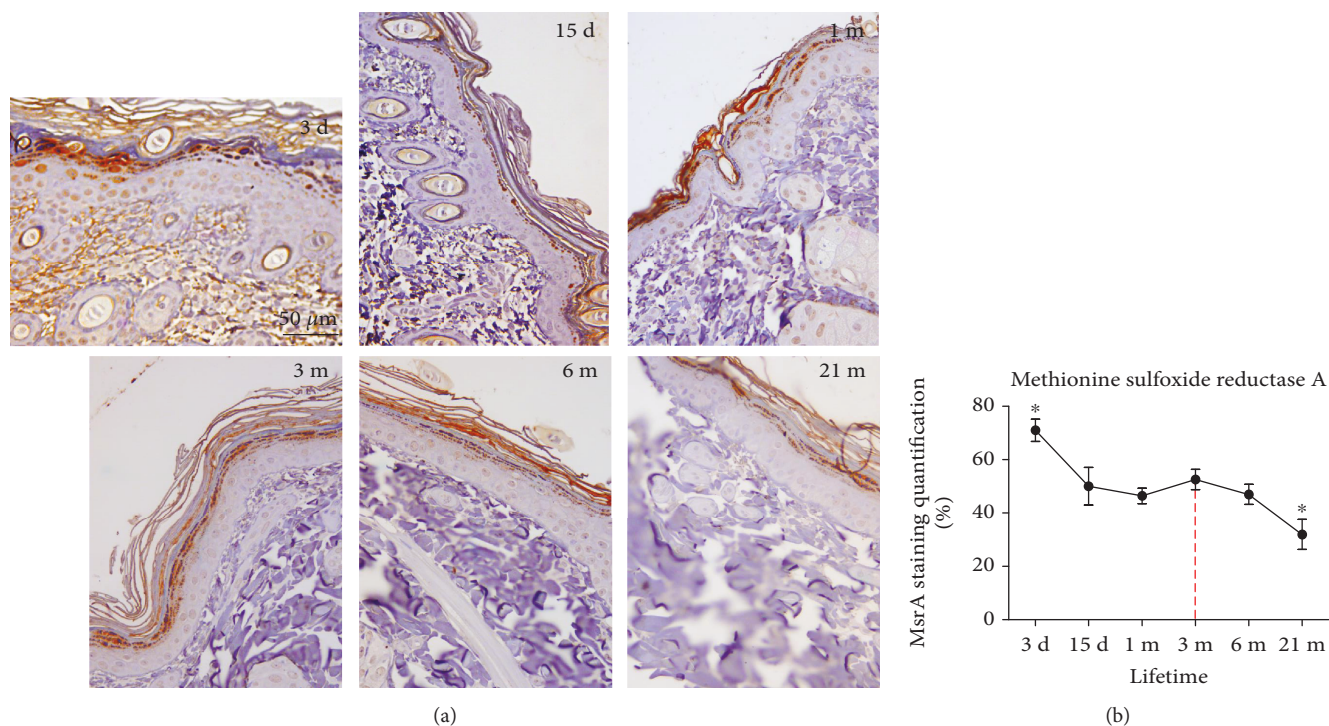 3 d
50 μm
15 d
1 m
3 m
6 m
21 m
(a)
Methionine sulfoxide reductase A
MsrA staining quantification
(%)
80
60
40
20
0
*
*
3 d 15 d 1 m 3 m 6 m 21 m
Lifetime
(b)